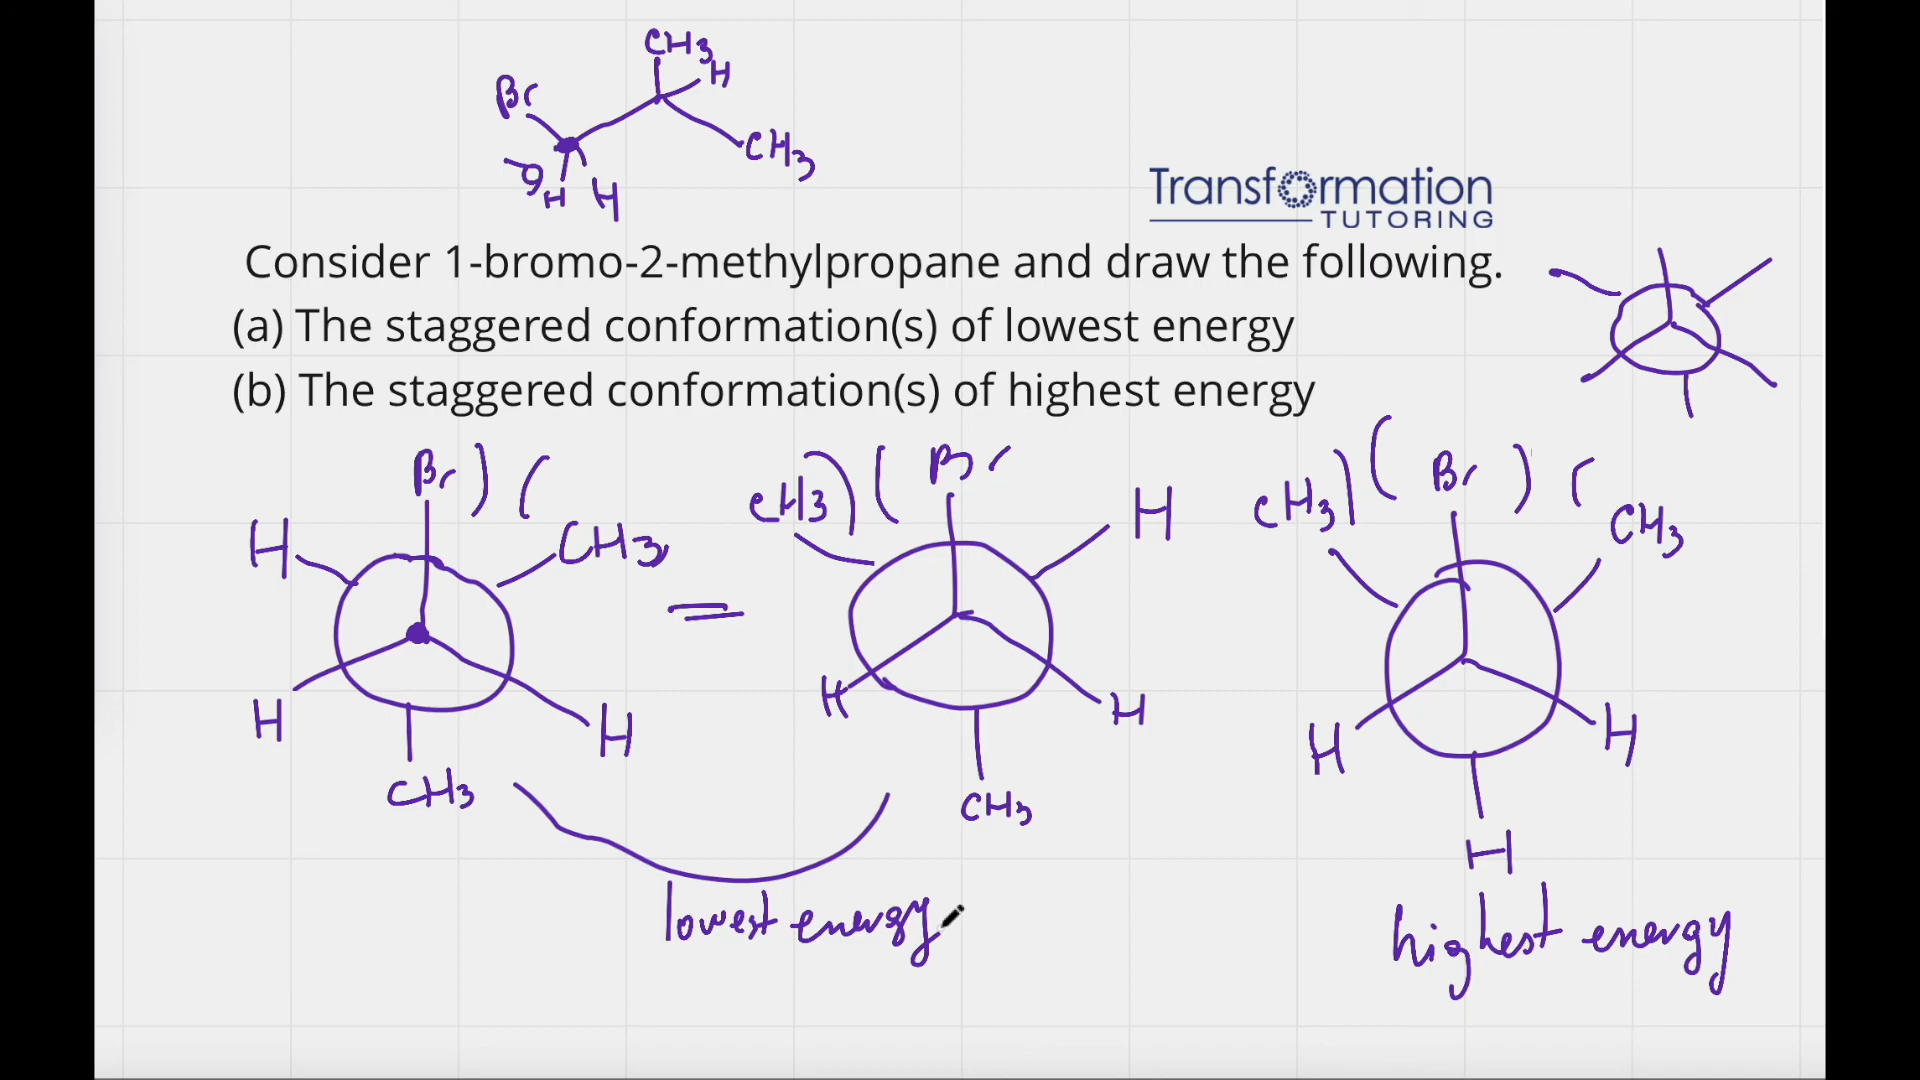 CH3
H
Br
CH3
H
H
Transformation
TUTORING
Consider 1-bromo-2-methylpropane and draw the following.
(a) The staggered conformation(s) of lowest energy
(b) The staggered conformation(s) of highest energy
Br
H
CH3
H
H
CH3
=
Br
CH3
H
H
H
CH3
Br
CH3
CH3
H
H
H
lowest energy
highest energy